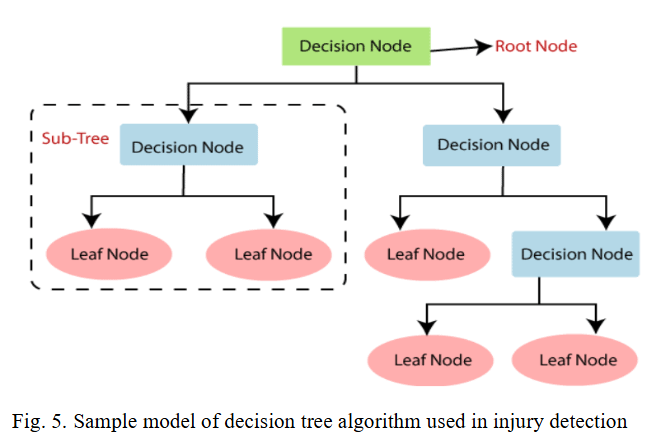 Decision Node
Root Node
Sub-Tree
Decision Node
Decision Node
Leaf Node
Leaf Node
Leaf Node
Decision Node
Leaf Node
Leaf Node
Fig. 5. Sample model of decision tree algorithm used in injury detection